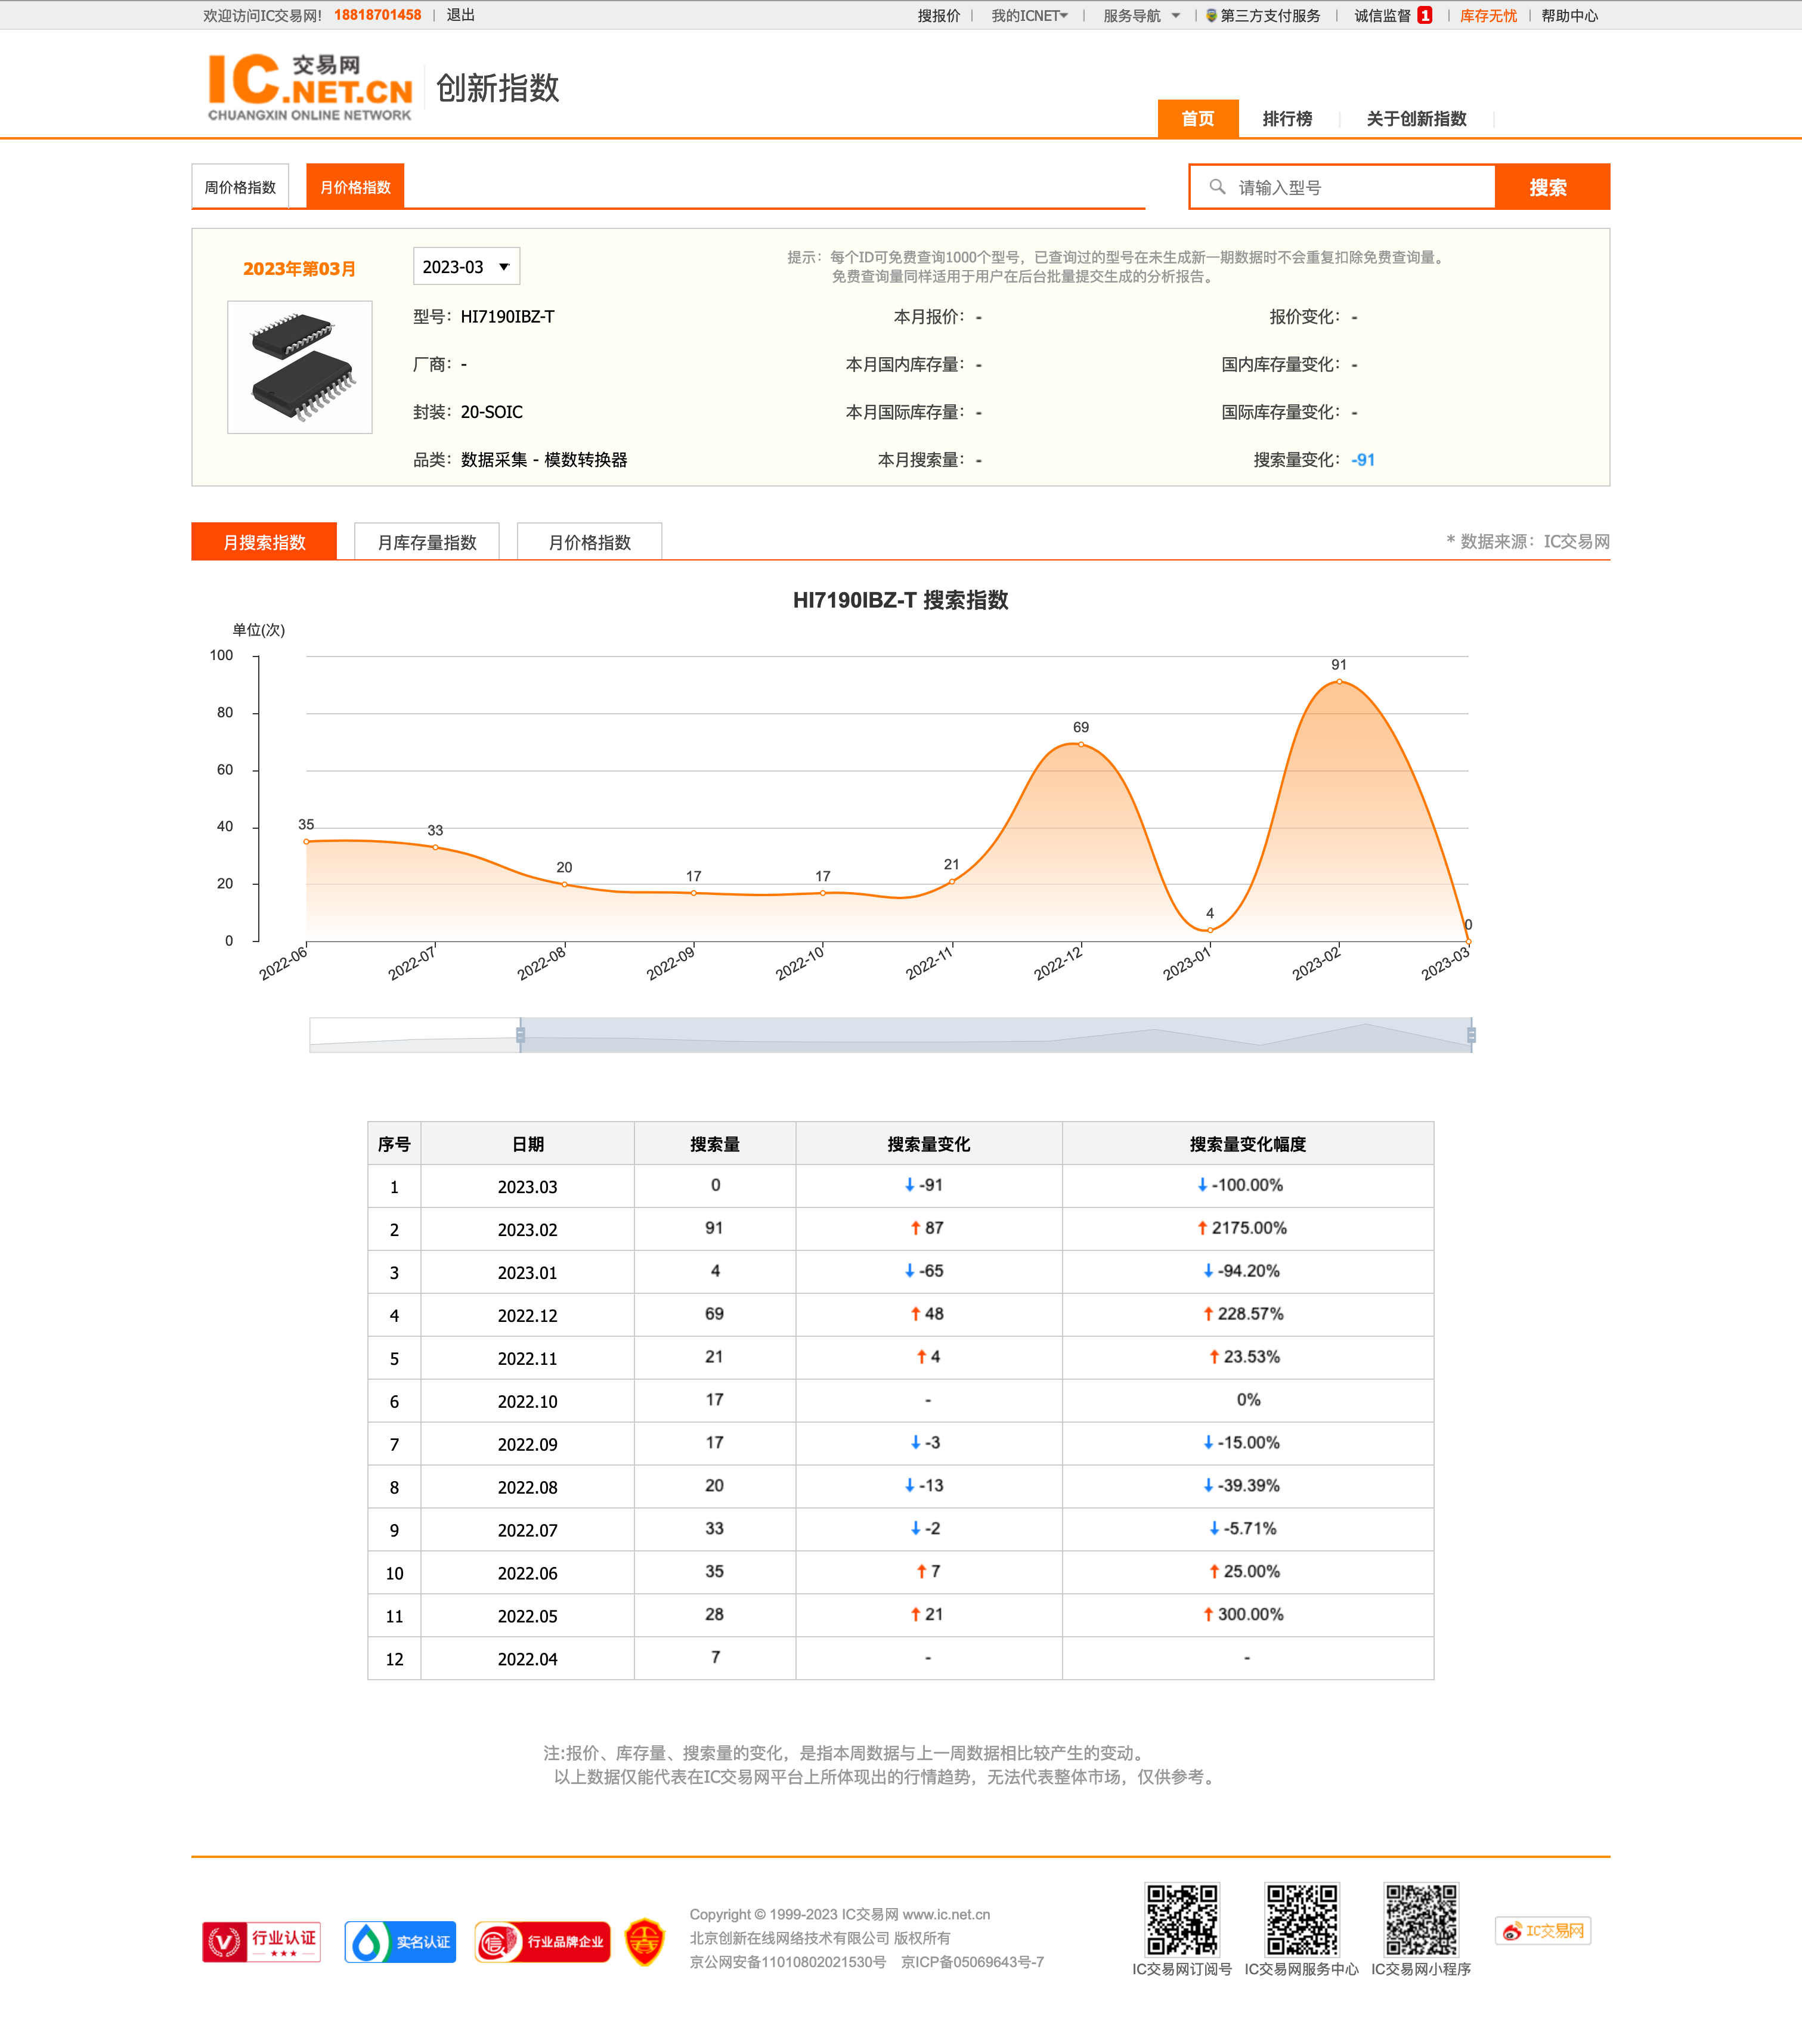 欢迎访问IC交易网! 18818701458 | 退出 搜报价 | 我的ICNET | 服务导航 | 第三方支付服务 | 诚信监督 1 | 库存无忧 | 帮助中心
IC 交易网 .NET.CN
CHUANGXIN ONLINE NETWORK
创新指数
首页 排行榜 关于创新指数
周价格指数 月价格指数 请输入型号 搜索
2023年第03月 2023-03
提示：每个ID可免费查询1000个型号，已查询过的型号在未生成新一期数据时不会重复扣除免费查询量。
免费查询量同样适用于用户在后台批量提交生成的分析报告。
型号：HI7190IBZ-T 本月报价：- 报价变化：-
厂商：- 本月国内库存量：- 国内库存量变化：-
封装：20-SOIC 本月国际库存量：- 国际库存量变化：-
品类：数据采集 - 模数转换器 本月搜索量：- 搜索量变化：-91
月搜索指数 月库存量指数 月价格指数 * 数据来源：IC交易网
HI7190IBZ-T 搜索指数
单位(次)
100
80
60
40
20
0
35 33 20 17 17 21 69 4 91 0
2022-06 2022-07 2022-08 2022-09 2022-10 2022-11 2022-12 2023-01 2023-02 2023-03
序号 日期 搜索量 搜索量变化 搜索量变化幅度
1 2023.03 0 ↓ -91 ↓ -100.00%
2 2023.02 91 ↑ 87 ↑ 2175.00%
3 2023.01 4 ↓ -65 ↓ -94.20%
4 2022.12 69 ↑ 48 ↑ 228.57%
5 2022.11 21 ↑ 4 ↑ 23.53%
6 2022.10 17 - 0%
7 2022.09 17 ↓ -3 ↓ -15.00%
8 2022.08 20 ↓ -13 ↓ -39.39%
9 2022.07 33 ↓ -2 ↓ -5.71%
10 2022.06 35 ↑ 7 ↑ 25.00%
11 2022.05 28 ↑ 21 ↑ 300.00%
12 2022.04 7 - -
注:报价、库存量、搜索量的变化，是指本周数据与上一周数据相比较产生的变动。
以上数据仅能代表在IC交易网平台上所体现出的行情趋势，无法代表整体市场，仅供参考。
行业认证 实名认证 信 行业品牌企业
Copyright © 1999-2023 IC交易网 www.ic.net.cn
北京创新在线网络技术有限公司 版权所有
京公网安备11010802021530号 京ICP备05069643号-7
IC交易网订阅号 IC交易网服务中心 IC交易网小程序
IC交易网